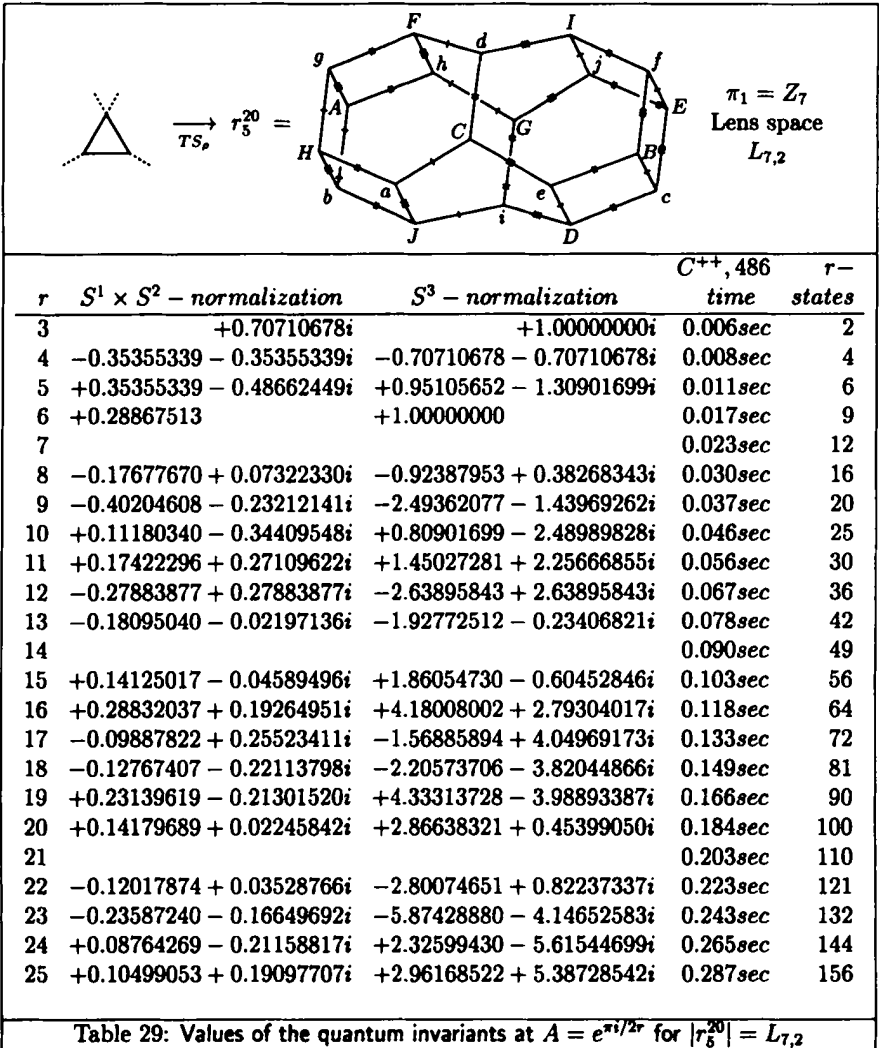 F
I
d
g
h
j
f
A
G
E
C
H
B
b
a
e
c
i
J
D
TS_ρ
r_5^{20} =
π_1 = Z_7
Lens space
L_{7,2}
C^{++}, 486 r−
r S^1 × S^2 − normalization S^3 − normalization time states
3 +0.70710678i +1.00000000i 0.006sec 2
4 −0.35355339 − 0.35355339i −0.70710678 − 0.70710678i 0.008sec 4
5 +0.35355339 − 0.48662449i +0.95105652 − 1.30901699i 0.011sec 6
6 +0.28867513 +1.00000000 0.017sec 9
7 0.023sec 12
8 −0.17677670 + 0.07322330i −0.92387953 + 0.38268343i 0.030sec 16
9 −0.40204608 − 0.23212141i −2.49362077 − 1.43969262i 0.037sec 20
10 +0.11180340 − 0.34409548i +0.80901699 − 2.48989828i 0.046sec 25
11 +0.17422296 + 0.27109622i +1.45027281 + 2.25666855i 0.056sec 30
12 −0.27883877 + 0.27883877i −2.63895843 + 2.63895843i 0.067sec 36
13 −0.18095040 − 0.02197136i −1.92772512 − 0.23406821i 0.078sec 42
14 0.090sec 49
15 +0.14125017 − 0.04589496i +1.86054730 − 0.60452846i 0.103sec 56
16 +0.28832037 + 0.19264951i +4.18008002 + 2.79304017i 0.118sec 64
17 −0.09887822 + 0.25523411i −1.56885894 + 4.04969173i 0.133sec 72
18 −0.12767407 − 0.22113798i −2.20573706 − 3.82044866i 0.149sec 81
19 +0.23139619 − 0.21301520i +4.33313728 − 3.98893387i 0.166sec 90
20 +0.14179689 + 0.02245842i +2.86638321 + 0.45399050i 0.184sec 100
21 0.203sec 110
22 −0.12017874 + 0.03528766i −2.80074651 + 0.82237337i 0.223sec 121
23 −0.23587240 − 0.16649692i −5.87428880 − 4.14652583i 0.243sec 132
24 +0.08764269 − 0.21158817i +2.32599430 − 5.61544699i 0.265sec 144
25 +0.10499053 + 0.19097707i +2.96168522 + 5.38728542i 0.287sec 156
Table 29: Values of the quantum invariants at A = e^{πi/2r} for |r_5^{20}| = L_{7,2}